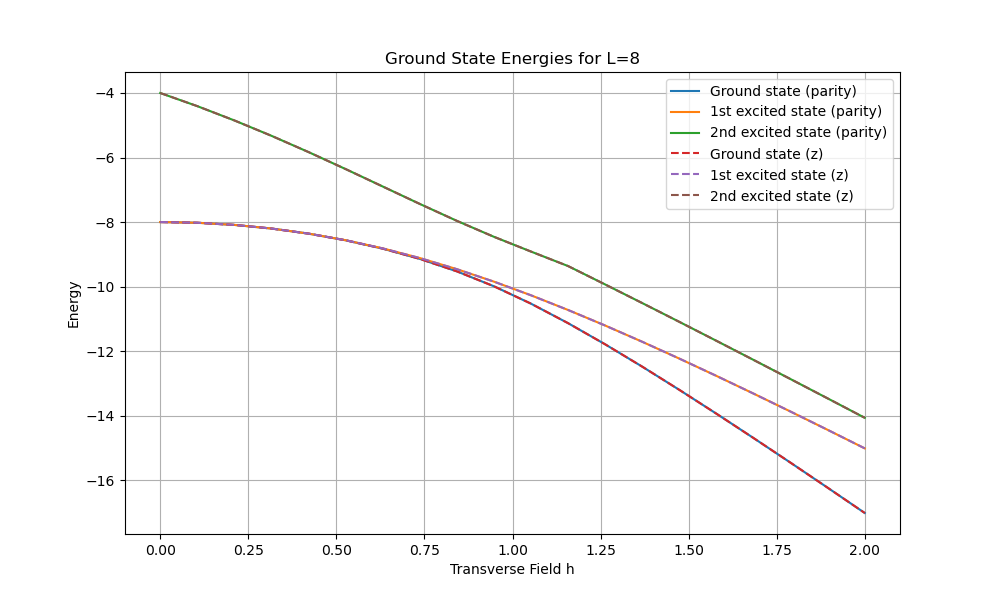 Ground State Energies for L=8
Energy
−4
−6
−8
−10
−12
−14
−16
Ground state (parity)
1st excited state (parity)
2nd excited state (parity)
Ground state (z)
1st excited state (z)
2nd excited state (z)
0.00 0.25 0.50 0.75 1.00 1.25 1.50 1.75 2.00
Transverse Field h